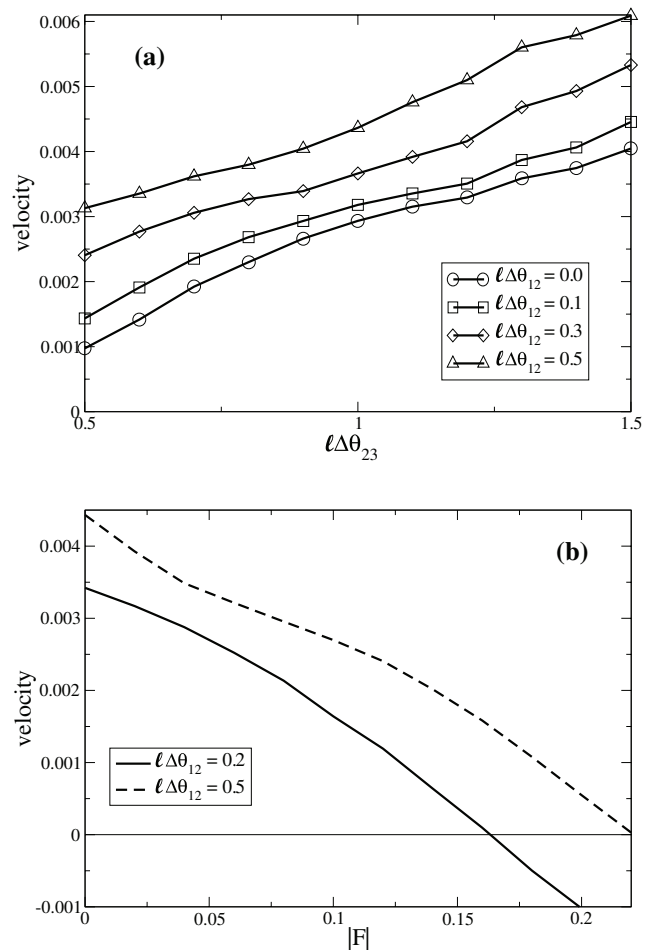 0.006
(a)
0.005
0.004
0.003
0.002
0.001
0
velocity
ℓΔθ12 = 0.0
ℓΔθ12 = 0.1
ℓΔθ12 = 0.3
ℓΔθ12 = 0.5
0.5
1
1.5
ℓΔθ23
0.004
(b)
0.003
0.002
0.001
0
-0.001
velocity
ℓΔθ12 = 0.2
ℓΔθ12 = 0.5
0
0.05
0.1
0.15
0.2
|F|